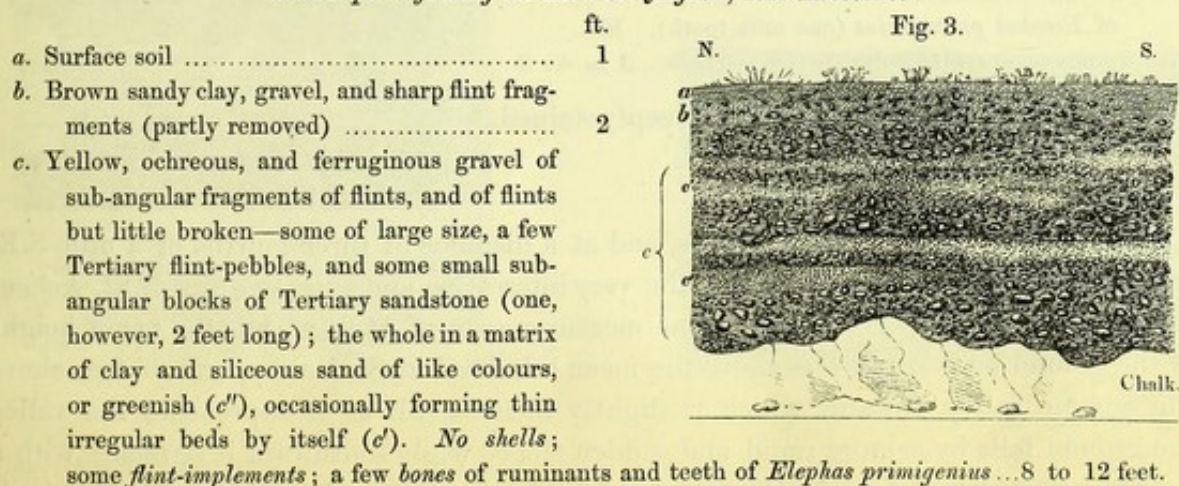 ft.
a. Surface soil ... ........................................ 1
b. Brown sandy clay, gravel, and sharp flint frag-
ments (partly removed) ........................ 2
c. Yellow, ochreous, and ferruginous gravel of
sub-angular fragments of flints, and of flints
but little broken—some of large size, a few
Tertiary flint-pebbles, and some small sub-
angular blocks of Tertiary sandstone (one,
however, 2 feet long) ; the whole in a matrix
of clay and siliceous sand of like colours,
or greenish (c″), occasionally forming thin
irregular beds by itself (c′). No shells ;
some flint-implements ; a few bones of ruminants and teeth of Elephas primigenius ...8 to 12 feet.
Fig. 3.
N. S.
a
b
c
Chalk.